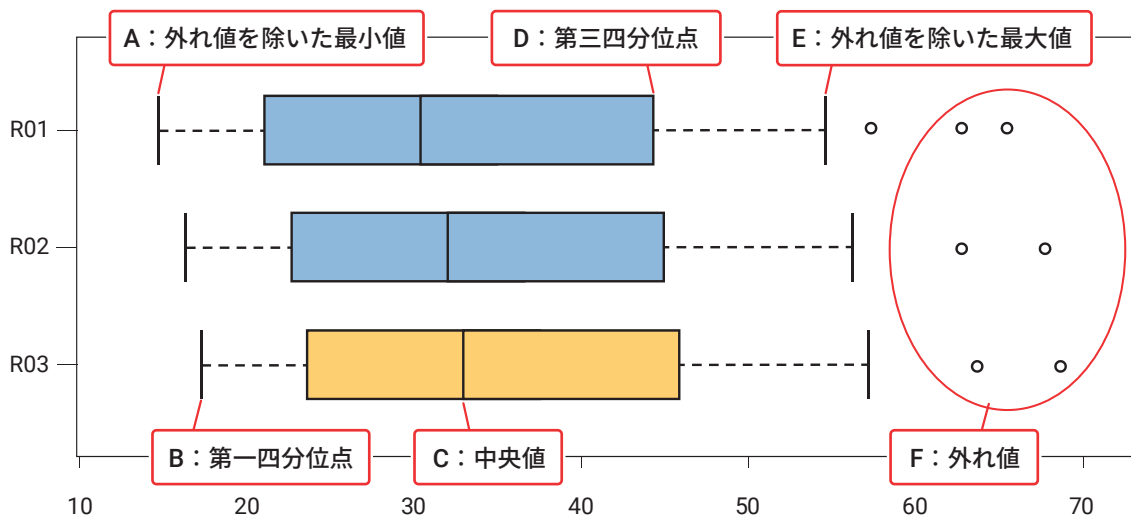 A：外れ値を除いた最小値
D：第三四分位点
E：外れ値を除いた最大値
R01
R02
R03
B：第一四分位点
C：中央値
F：外れ値
10 20 30 40 50 60 70